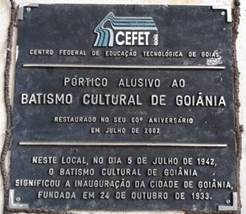 CEFET
CENTRO FEDERAL DE EDUCAÇÃO TECNOLÓGICA DE GOIÁS
PÓRTICO ALUSIVO AO
BATISMO CULTURAL DE GOIÂNIA
RESTAURADO NO SEU 60º ANIVERSÁRIO
EM JULHO DE 2002
NESTE LOCAL, NO DIA 5 DE JULHO DE 1942,
O BATISMO CULTURAL DE GOIÂNIA
SIGNIFICOU A INAUGURAÇÃO DA CIDADE DE GOIÂNIA,
FUNDADA EM 24 DE OUTUBRO DE 1933.